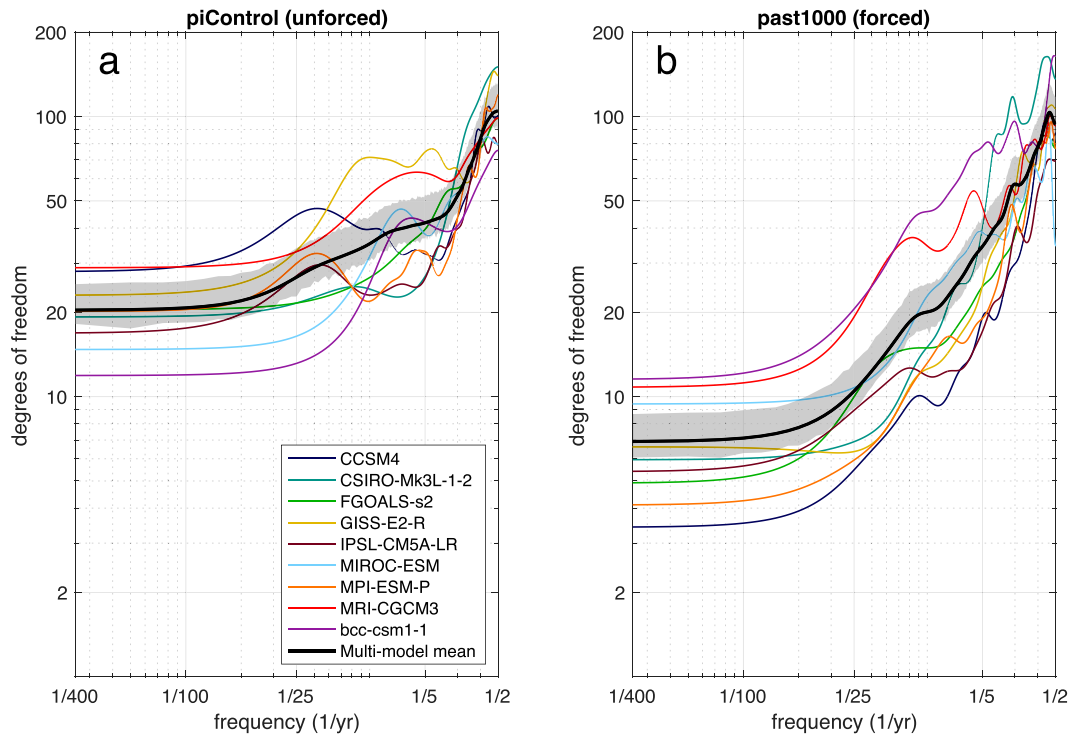 piControl (unforced)
a
200
100
50
20
10
5
2
degrees of freedom
1/400
1/100
1/25
1/5
1/2
frequency (1/yr)
CCSM4
CSIRO-Mk3L-1-2
FGOALS-s2
GISS-E2-R
IPSL-CM5A-LR
MIROC-ESM
MPI-ESM-P
MRI-CGCM3
bcc-csm1-1
Multi-model mean
past1000 (forced)
b
200
100
50
20
10
5
2
degrees of freedom
1/400
1/100
1/25
1/5
1/2
frequency (1/yr)